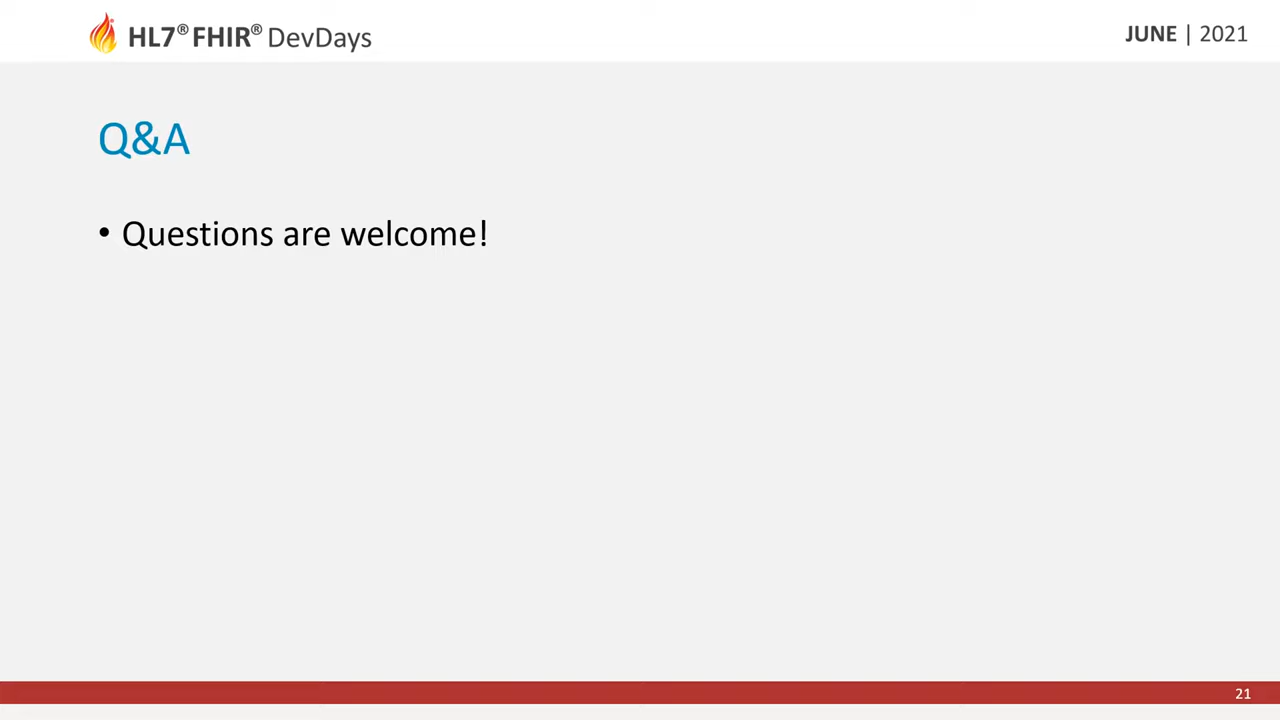 HL7® FHIR® DevDays
JUNE | 2021
Q&A
• Questions are welcome!
21